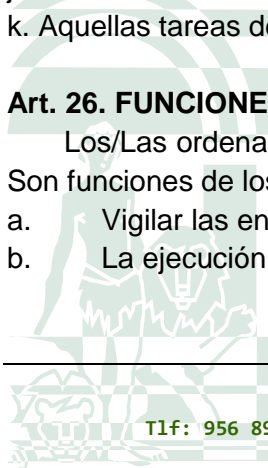 k. Aquellas tareas de
Art. 26. FUNCIONE
Los/Las ordena
Son funciones de los
a. Vigilar las en
b. La ejecución
Tlf: 956 89